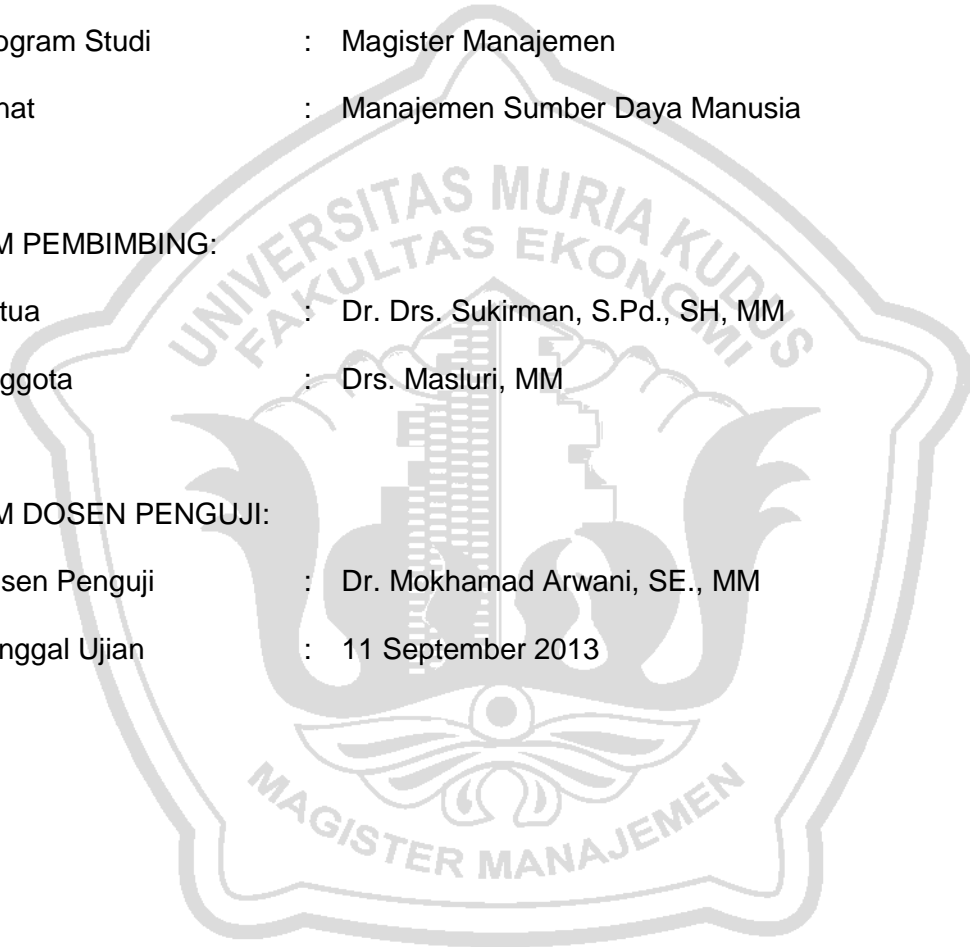 ogram Studi : Magister Manajemen
nat : Manajemen Sumber Daya Manusia
UNIVERSITAS MURIA KUDUS
FAKULTAS EKONOMI
M PEMBIMBING:
tua : Dr. Drs. Sukirman, S.Pd., SH, MM
ggota : Drs. Masluri, MM
M DOSEN PENGUJI:
sen Penguji : Dr. Mokhamad Arwani, SE., MM
nggal Ujian : 11 September 2013
MAGISTER MANAJEMEN